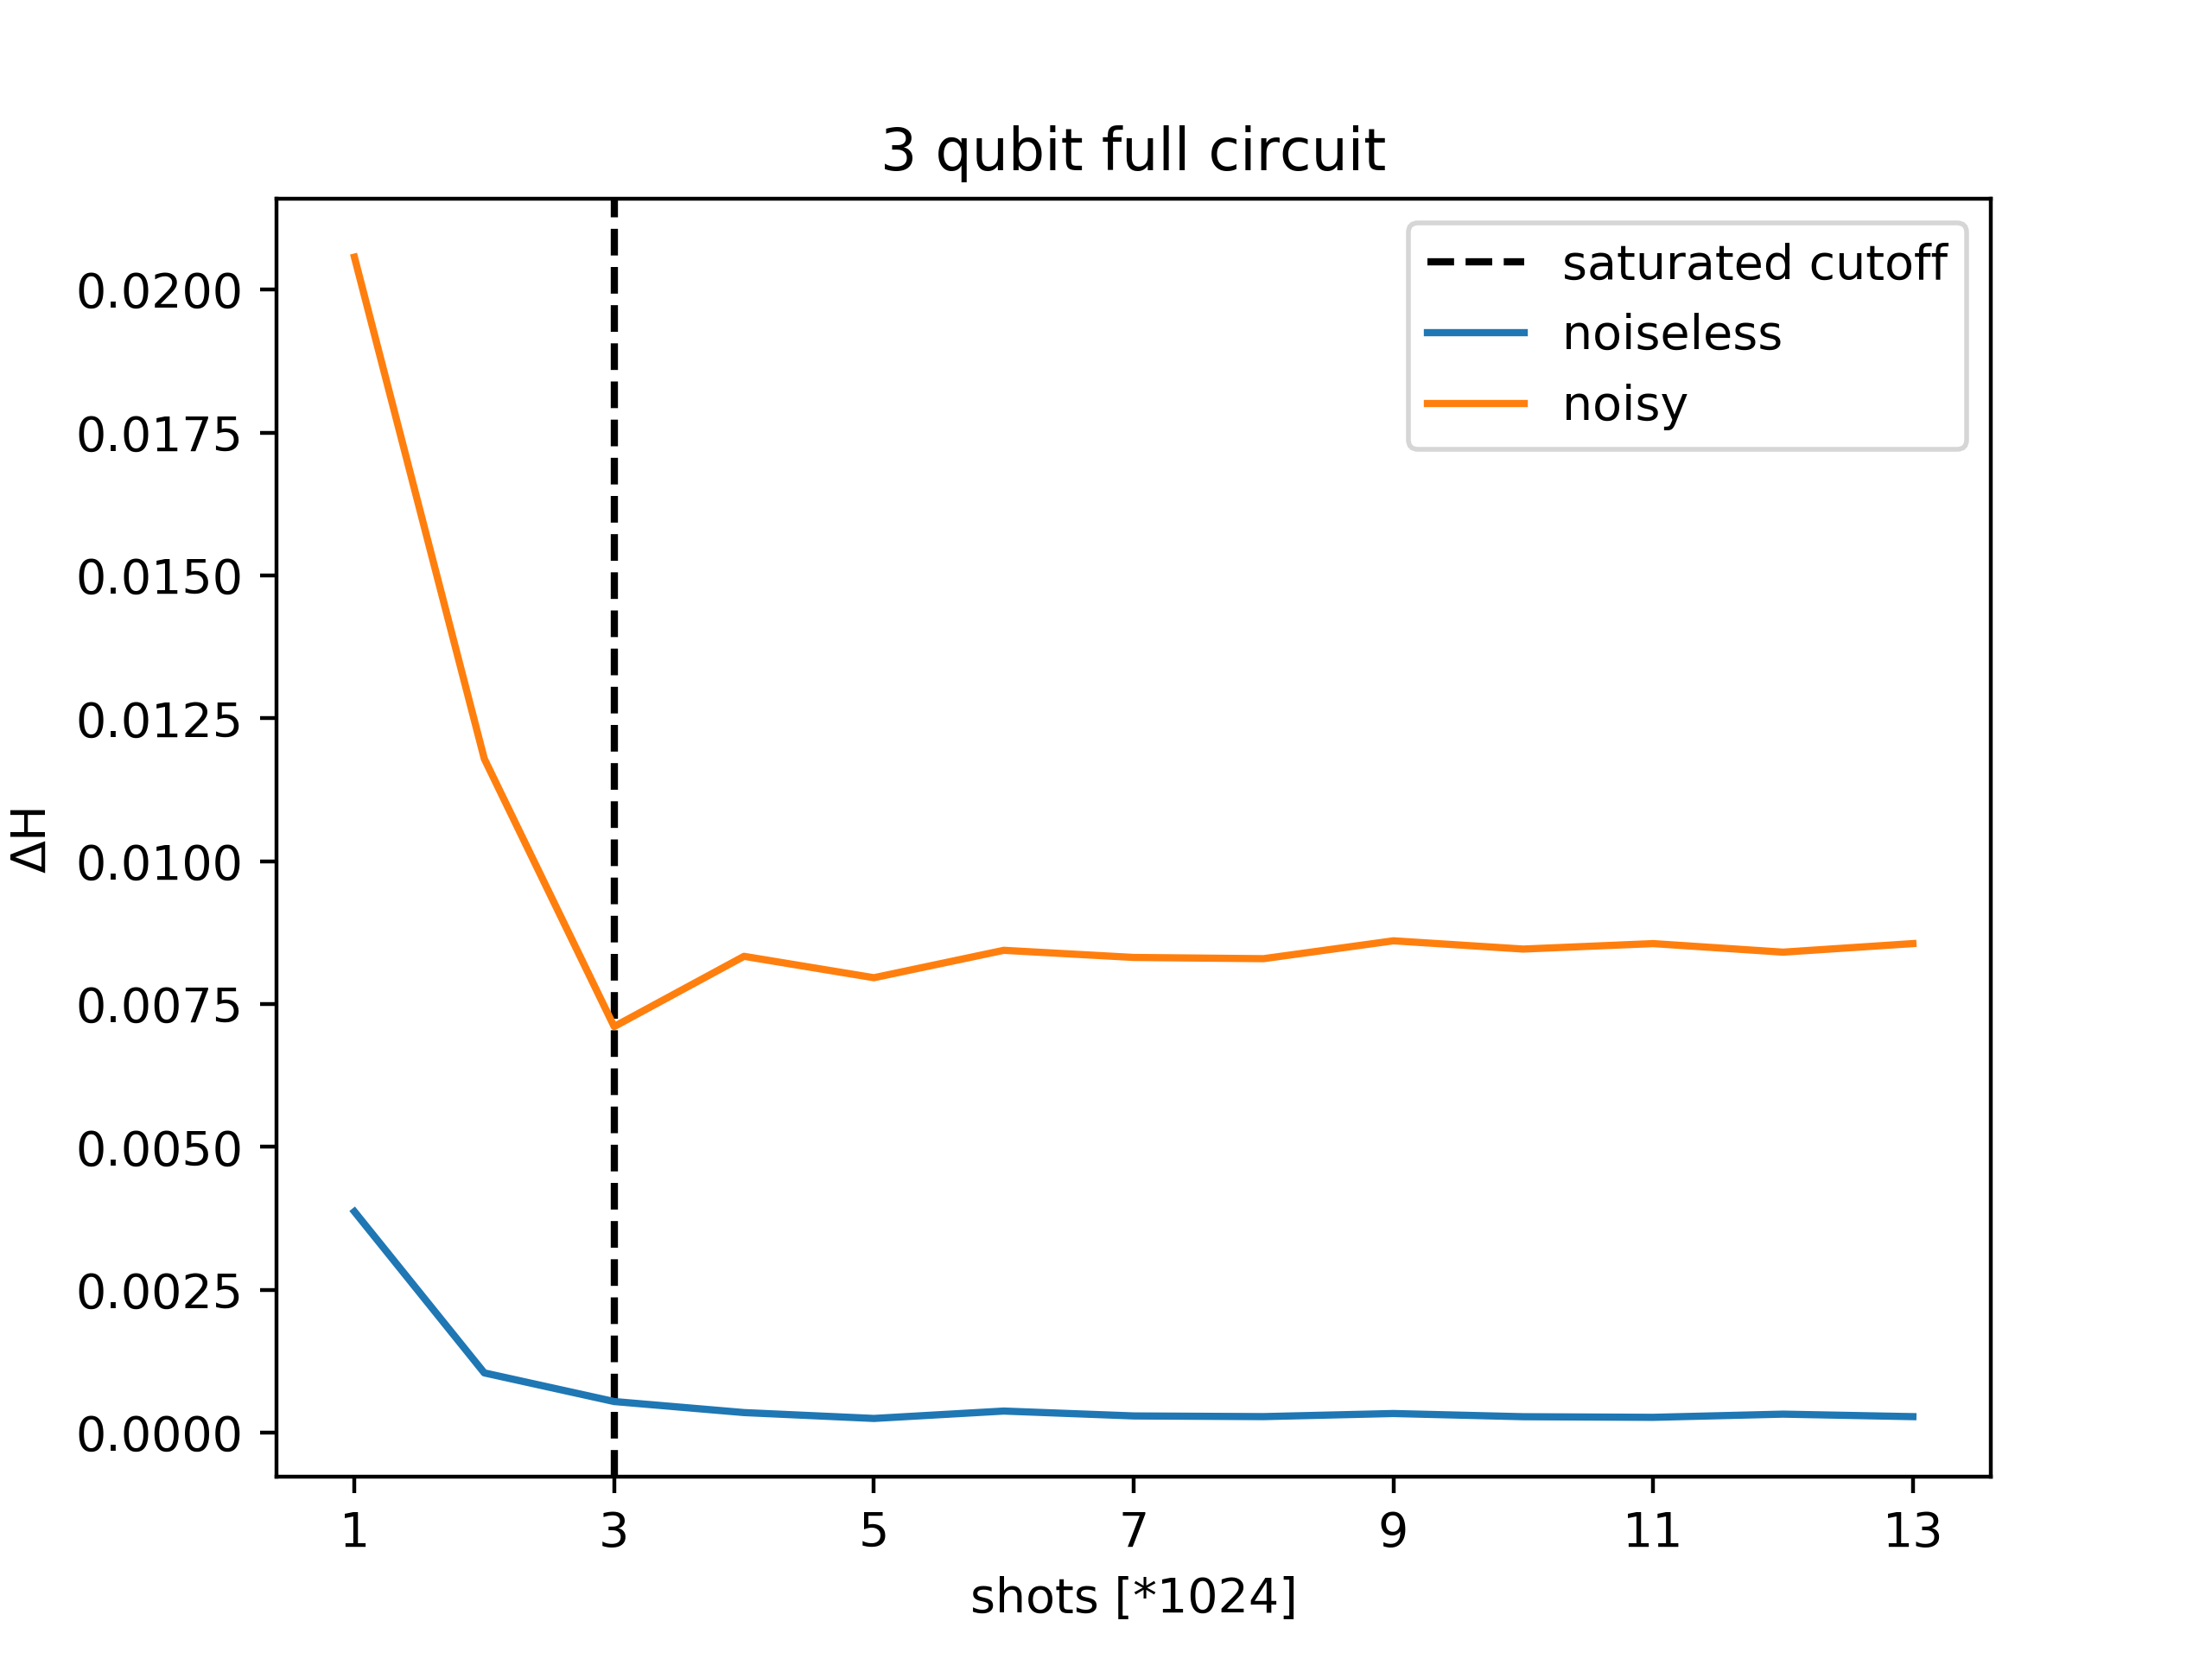 3 qubit full circuit
saturated cutoff
noiseless
noisy
0.0200
0.0175
0.0150
0.0125
0.0100
0.0075
0.0050
0.0025
0.0000
ΔH
1 3 5 7 9 11 13
shots [*1024]